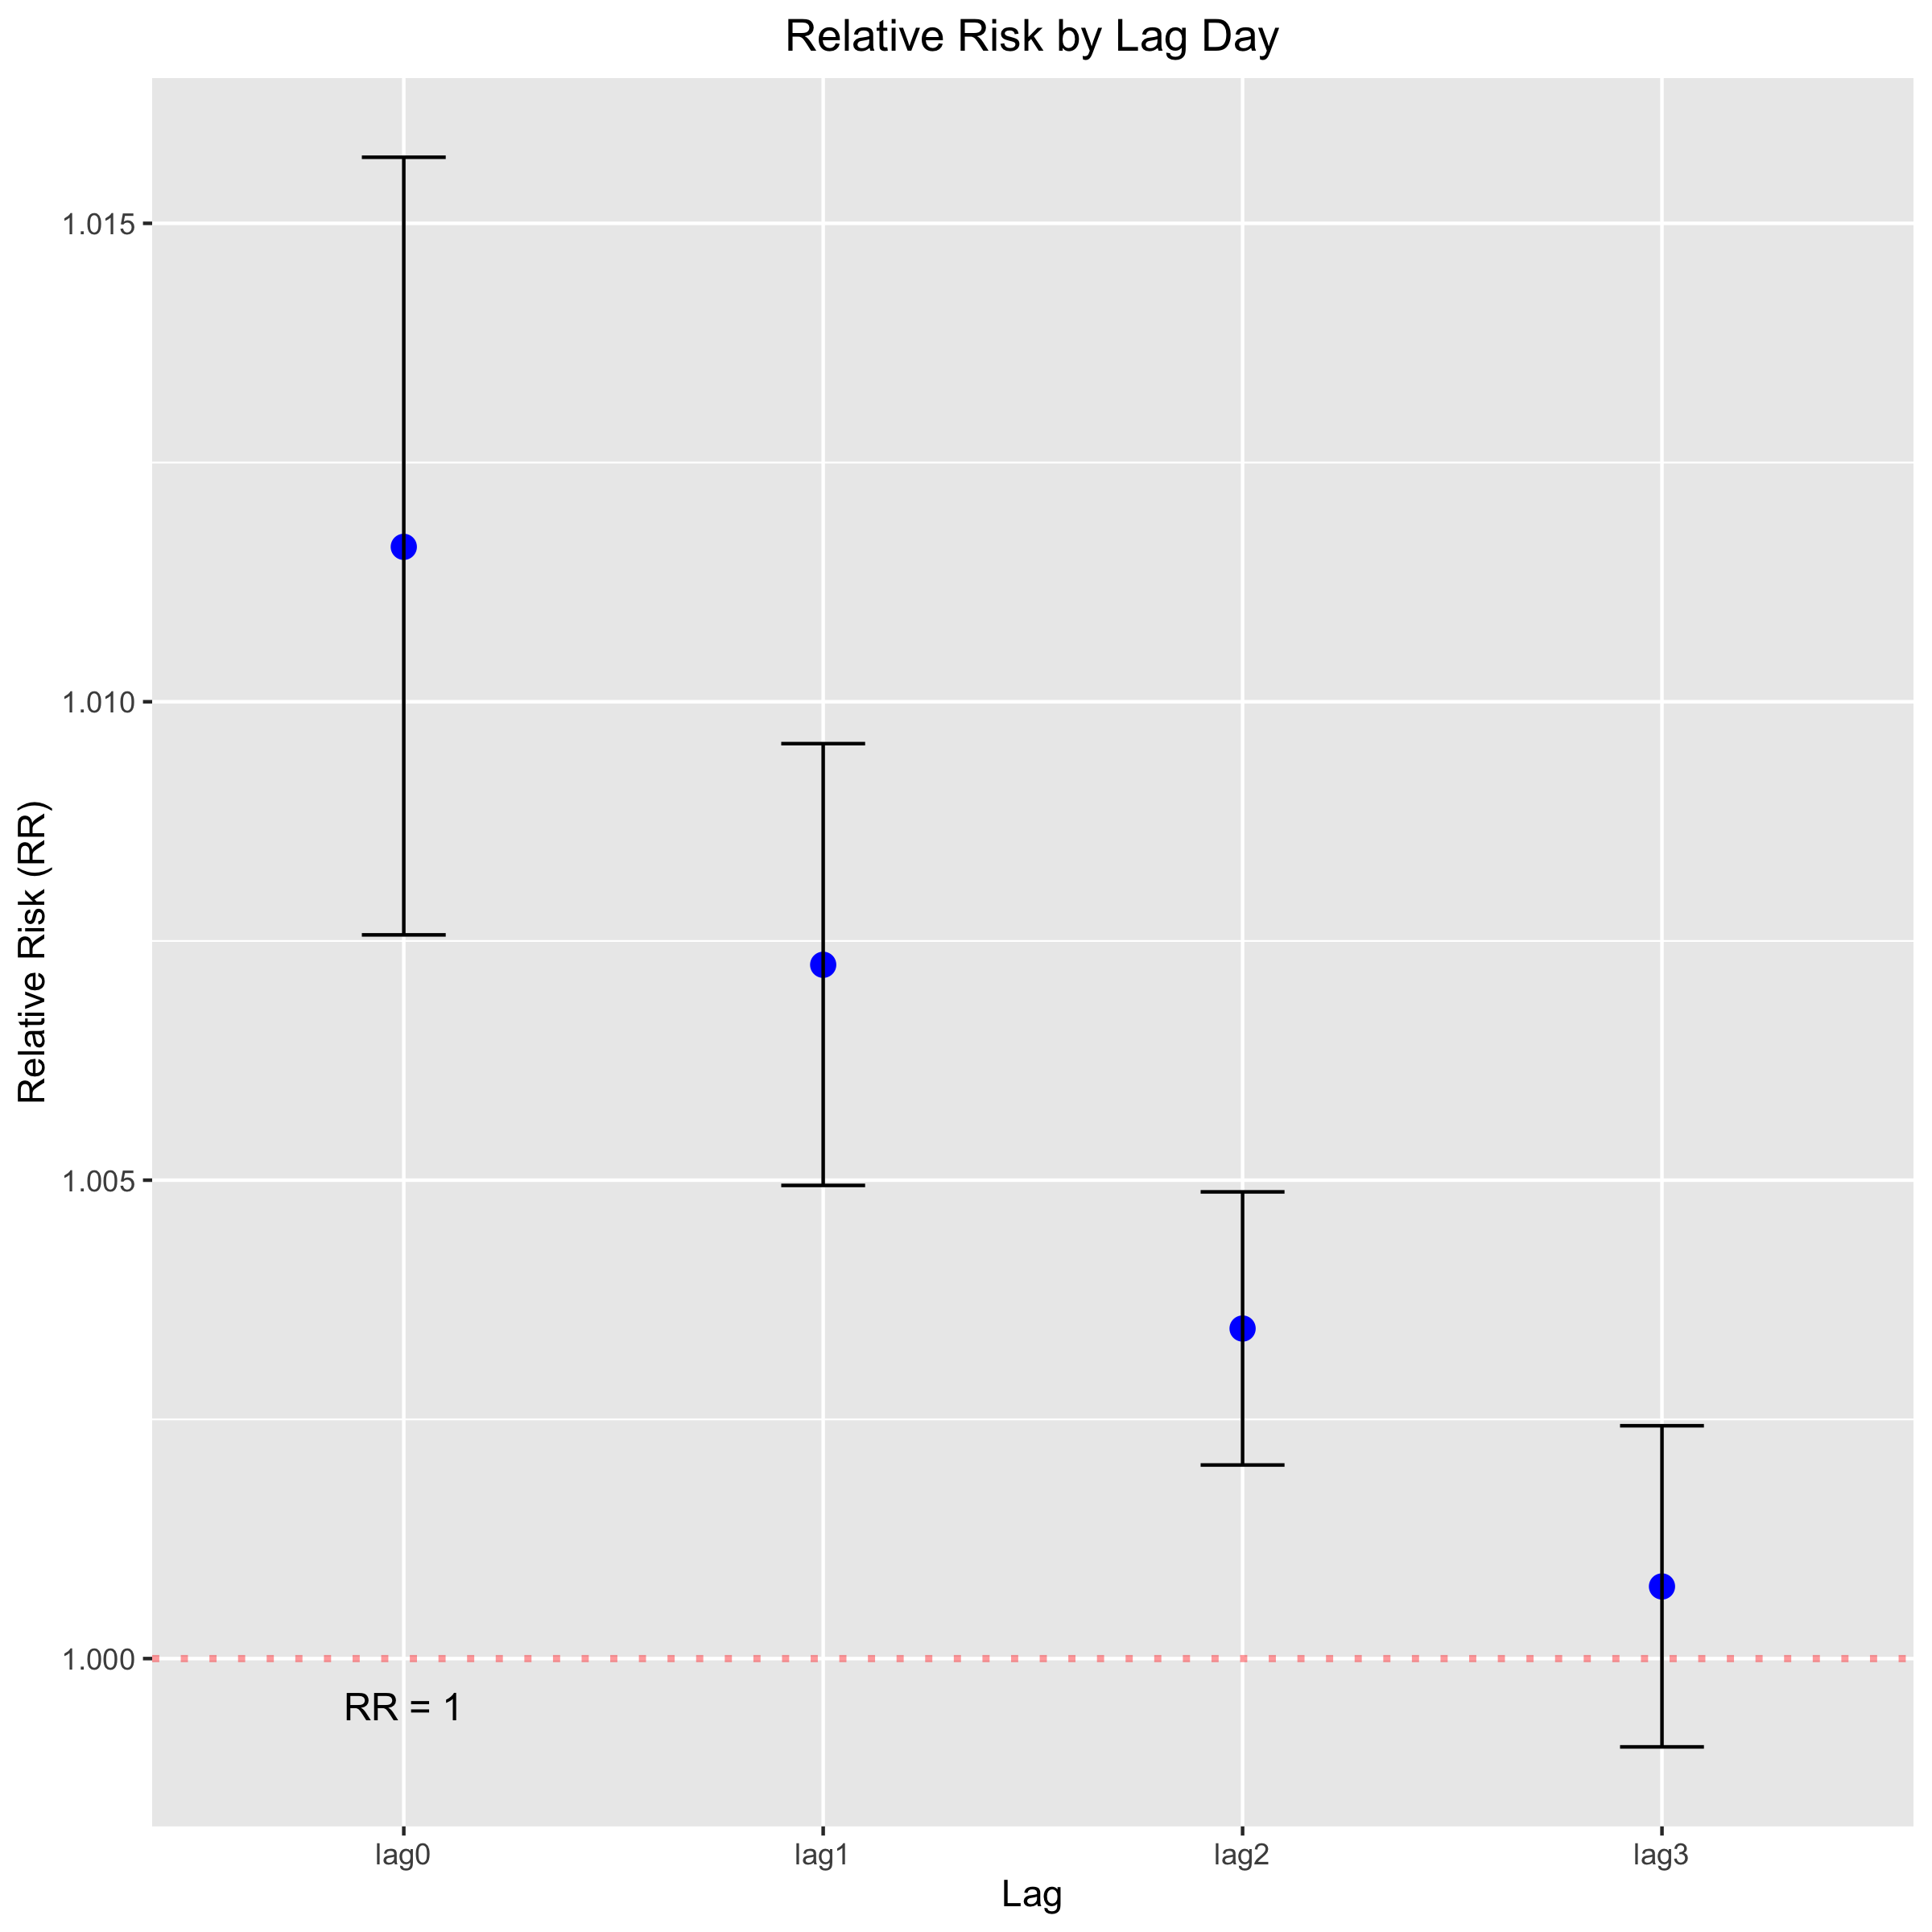 Relative Risk by Lag Day
Relative Risk (RR)
1.015
1.010
1.005
1.000
RR = 1
lag0
lag1
lag2
lag3
Lag